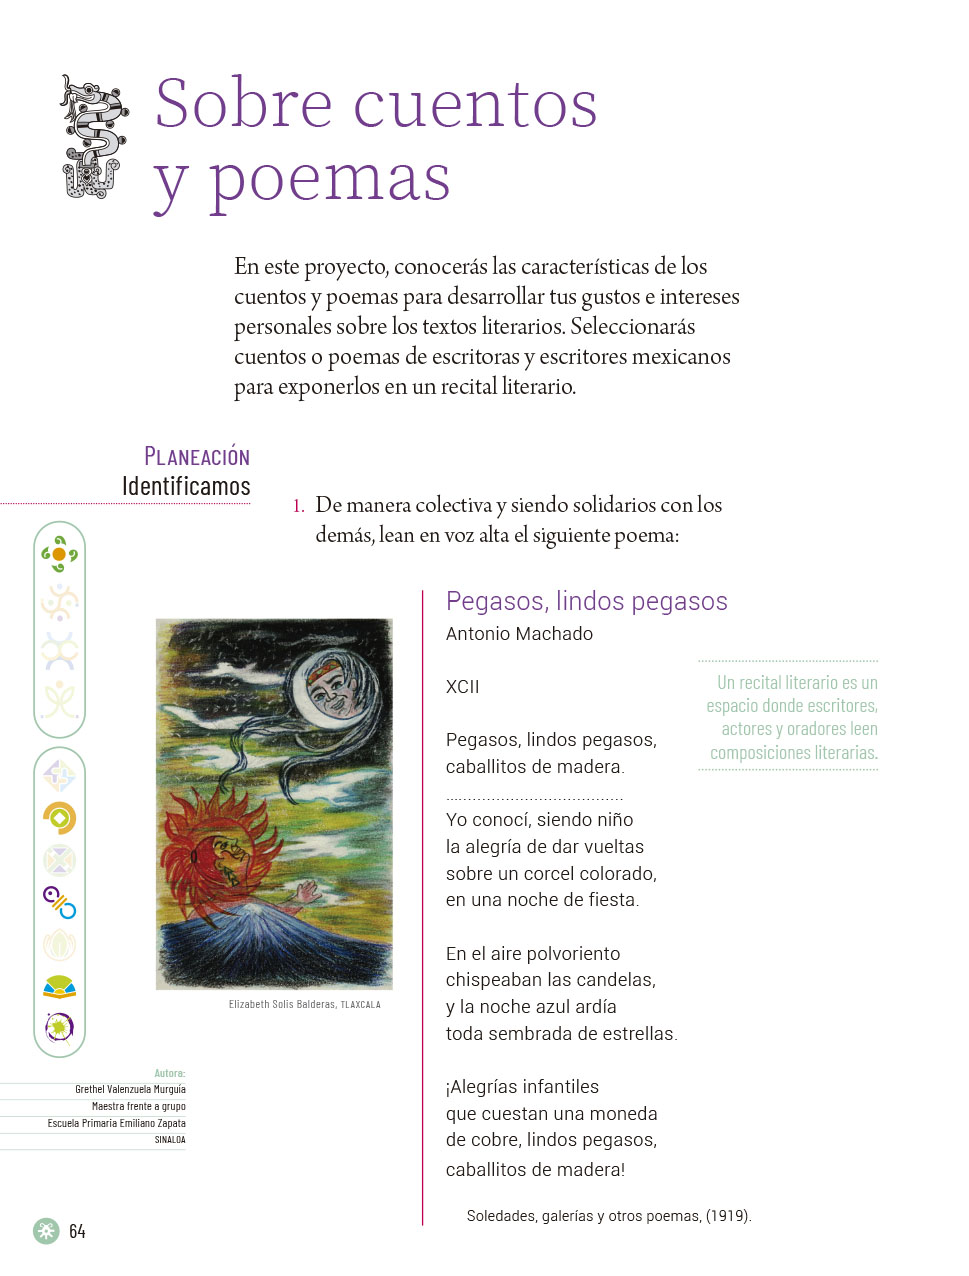 Sobre cuentos
y poemas
En este proyecto, conocerás las características de los
cuentos y poemas para desarrollar tus gustos e intereses
personales sobre los textos literarios. Seleccionarás
cuentos o poemas de escritoras y escritores mexicanos
para exponerlos en un recital literario.
PLANEACIÓN
Identificamos
1. De manera colectiva y siendo solidarios con los
demás, lean en voz alta el siguiente poema:
Pegasos, lindos pegasos
Antonio Machado
XCII
Pegasos, lindos pegasos,
caballitos de madera.
......................................
Yo conocí, siendo niño
la alegría de dar vueltas
sobre un corcel colorado,
en una noche de fiesta.
En el aire polvoriento
chispeaban las candelas,
y la noche azul ardía
toda sembrada de estrellas.
¡Alegrías infantiles
que cuestan una moneda
de cobre, lindos pegasos,
caballitos de madera!
Soledades, galerías y otros poemas, (1919).
Un recital literario es un
espacio donde escritores,
actores y oradores leen
composiciones literarias.
Elizabeth Solis Balderas, TLAXCALA
Autora:
Grethel Valenzuela Murguía
Maestra frente a grupo
Escuela Primaria Emiliano Zapata
SINALOA
64